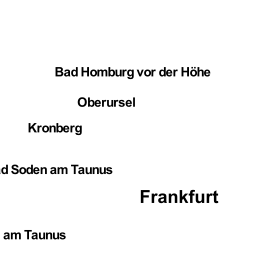 Bad Homburg vor der Höhe
Oberursel
Kronberg
d Soden am Taunus
Frankfurt
am Taunus